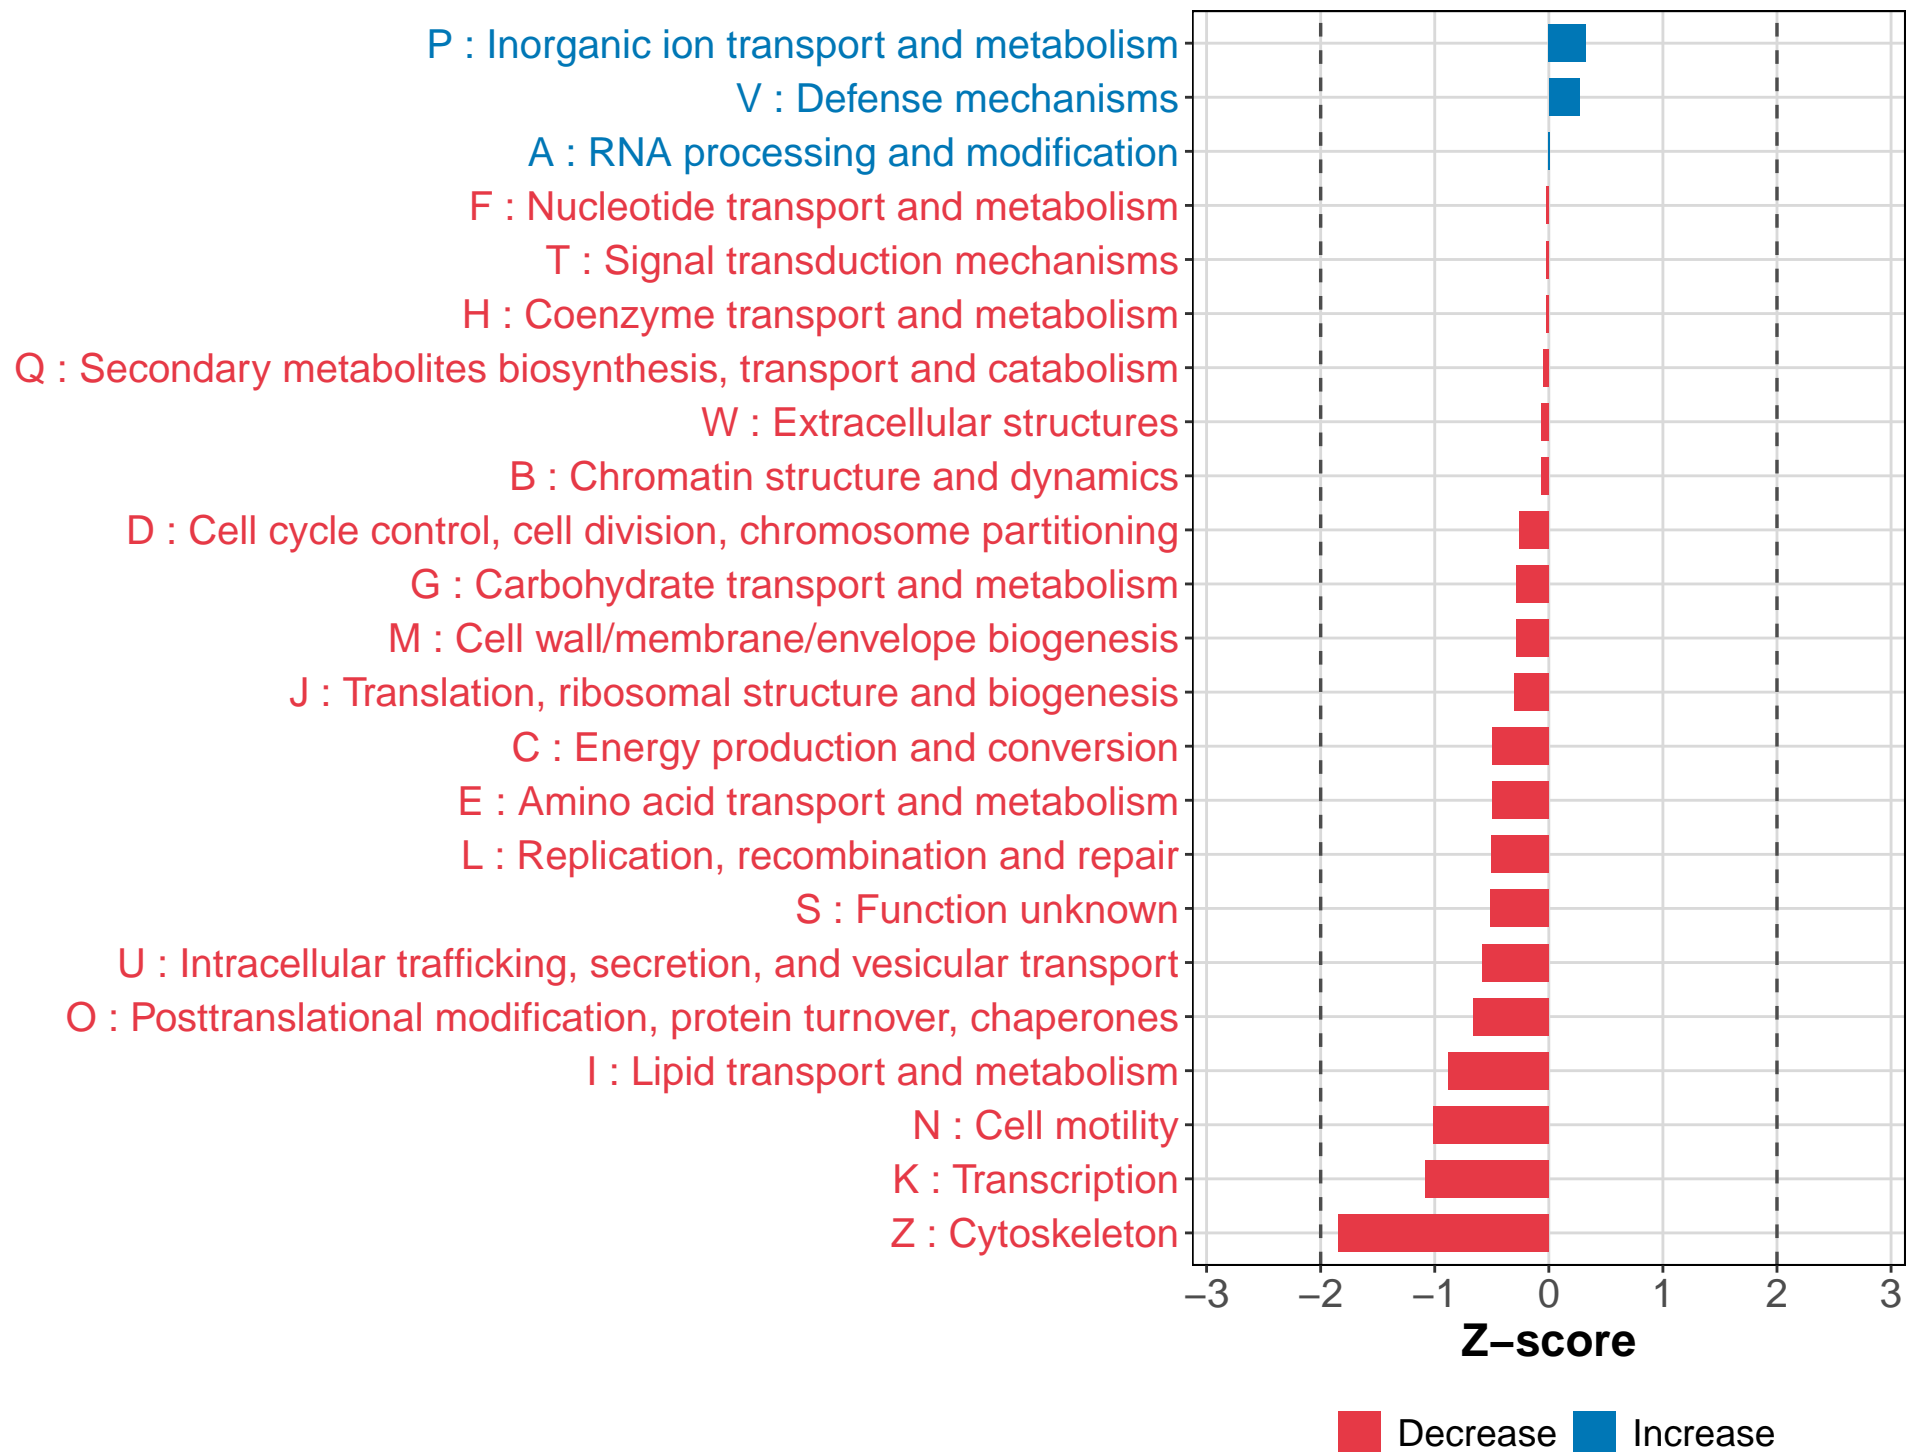 P : Inorganic ion transport and metabolism
V : Defense mechanisms
A : RNA processing and modification
F : Nucleotide transport and metabolism
T : Signal transduction mechanisms
H : Coenzyme transport and metabolism
Q : Secondary metabolites biosynthesis, transport and catabolism
W : Extracellular structures
B : Chromatin structure and dynamics
D : Cell cycle control, cell division, chromosome partitioning
G : Carbohydrate transport and metabolism
M : Cell wall/membrane/envelope biogenesis
J : Translation, ribosomal structure and biogenesis
C : Energy production and conversion
E : Amino acid transport and metabolism
L : Replication, recombination and repair
S : Function unknown
U : Intracellular trafficking, secretion, and vesicular transport
O : Posttranslational modification, protein turnover, chaperones
I : Lipid transport and metabolism
N : Cell motility
K : Transcription
Z : Cytoskeleton
−3 −2 −1 0 1 2 3
Z−score
Decrease Increase